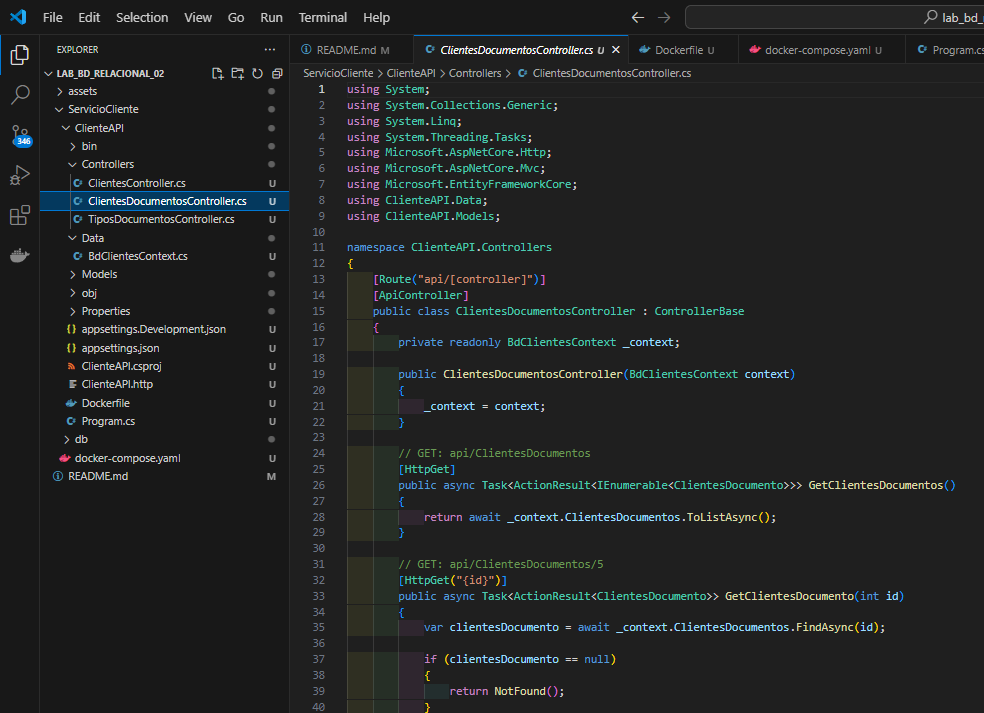 File Edit Selection View Go Run Terminal Help
lab_bd_
EXPLORER
README.md M
ClientesDocumentosController.cs U
Dockerfile U
docker-compose.yaml U
Program.cs
ServicioCliente > ClienteAPI > Controllers > ClientesDocumentosController.cs
LAB_BD_RELACIONAL_02
assets
ServicioCliente
ClienteAPI
bin
Controllers
ClientesController.cs U
ClientesDocumentosController.cs U
TiposDocumentosController.cs U
Data
BdClientesContext.cs U
Models
obj
Properties
appsettings.Development.json U
appsettings.json U
ClienteAPI.csproj U
ClienteAPI.http U
Dockerfile U
Program.cs U
db
docker-compose.yaml U
README.md M
346
1 using System;
2 using System.Collections.Generic;
3 using System.Linq;
4 using System.Threading.Tasks;
5 using Microsoft.AspNetCore.Http;
6 using Microsoft.AspNetCore.Mvc;
7 using Microsoft.EntityFrameworkCore;
8 using ClienteAPI.Data;
9 using ClienteAPI.Models;
10
11 namespace ClienteAPI.Controllers
12 {
13 [Route("api/[controller]")]
14 [ApiController]
15 public class ClientesDocumentosController : ControllerBase
16 {
17 private readonly BdClientesContext _context;
18
19 public ClientesDocumentosController(BdClientesContext context)
20 {
21 _context = context;
22 }
23
24 // GET: api/ClientesDocumentos
25 [HttpGet]
26 public async Task<ActionResult<IEnumerable<ClientesDocumento>>> GetClientesDocumentos()
27 {
28 return await _context.ClientesDocumentos.ToListAsync();
29 }
30
31 // GET: api/ClientesDocumentos/5
32 [HttpGet("{id}")]
33 public async Task<ActionResult<ClientesDocumento>> GetClientesDocumento(int id)
34 {
35 var clientesDocumento = await _context.ClientesDocumentos.FindAsync(id);
36
37 if (clientesDocumento == null)
38 {
39 return NotFound();
40 }